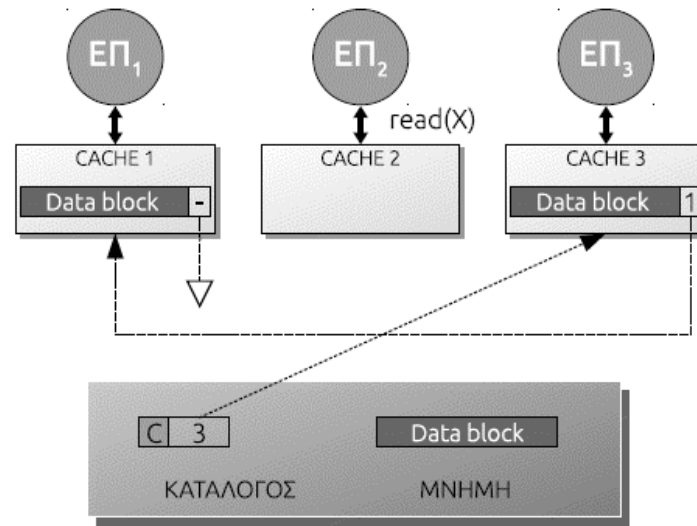 ΕΠ1 ΕΠ2 ΕΠ3
read(X)
CACHE 1 CACHE 2 CACHE 3
Data block - Data block 1
C 3 Data block
ΚΑΤΑΛΟΓΟΣ ΜΝΗΜΗ